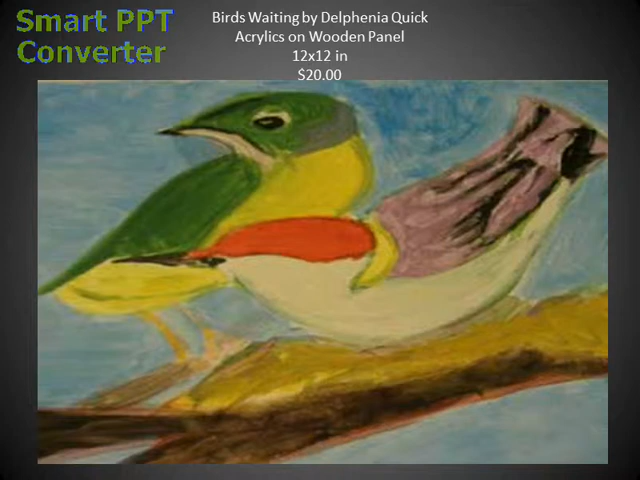 Smart PPT
Converter
Birds Waiting by Delphenia Quick
Acrylics on Wooden Panel
12x12 in
$20.00